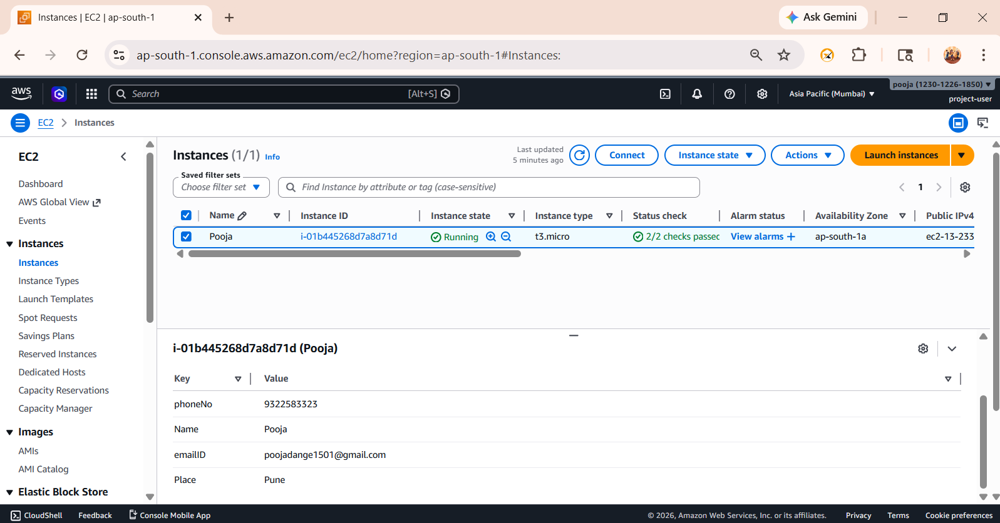 Instances | EC2 | ap-south-1
Ask Gemini
ap-south-1.console.aws.amazon.com/ec2/home?region=ap-south-1#Instances:
aws
Search [Alt+S]
Asia Pacific (Mumbai)
pooja (1230-1226-1850)
project-user
EC2 Instances
EC2
Dashboard
AWS Global View
Events
Instances
Instances
Instance Types
Launch Templates
Spot Requests
Savings Plans
Reserved Instances
Dedicated Hosts
Capacity Reservations
Capacity Manager
Images
AMIs
AMI Catalog
Elastic Block Store
Instances (1/1) Info
Last updated
5 minutes ago
Connect
Instance state
Actions
Launch instances
Saved filter sets
Choose filter set
Find Instance by attribute or tag (case-sensitive)
1
Name Instance ID Instance state Instance type Status check Alarm status Availability Zone Public IPv4
Pooja i-01b445268d7a8d71d Running t3.micro 2/2 checks passed View alarms + ap-south-1a ec2-13-233
i-01b445268d7a8d71d (Pooja)
Key Value
phoneNo 9322583323
Name Pooja
emailID poojadange1501@gmail.com
Place Pune
CloudShell Feedback Console Mobile App
© 2026, Amazon Web Services, Inc. or its affiliates. Privacy Terms Cookie preferences